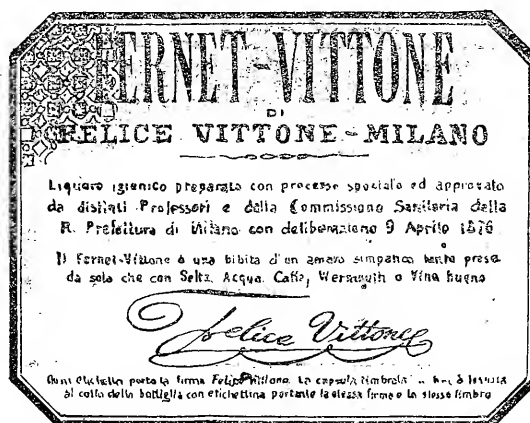 FERNET-VITTONE
DI
FELICE VITTONE-MILANO
Liquore igienico preparato con processo speciale ed approvato
da distinti Professori e dalla Commissione Sanitaria della
R. Prefettura di Milano con deliberazione 9 Aprile 1876
Il Fernet-Vittone è una bibita d'un amaro simpatico tanto presa
da sola che con Seltz, Acqua, Caffè, Wermouth o Vino buono
Felice Vittone
Ogni etichetta porta la firma Felice Vittone. La capsula timbrata
al collo della bottiglia con etichettina portante la stessa firma e lo stesso timbro